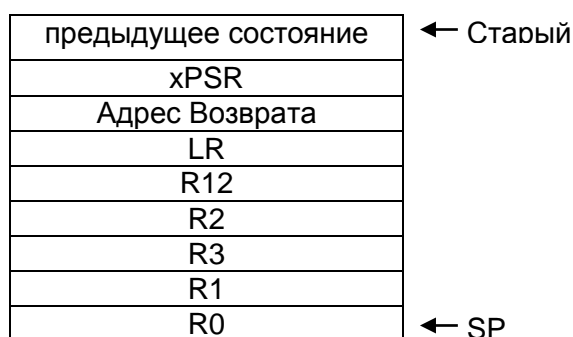 предыдущее состояние
Старый
xPSR
Адрес Возврата
LR
R12
R2
R3
R1
R0
SP